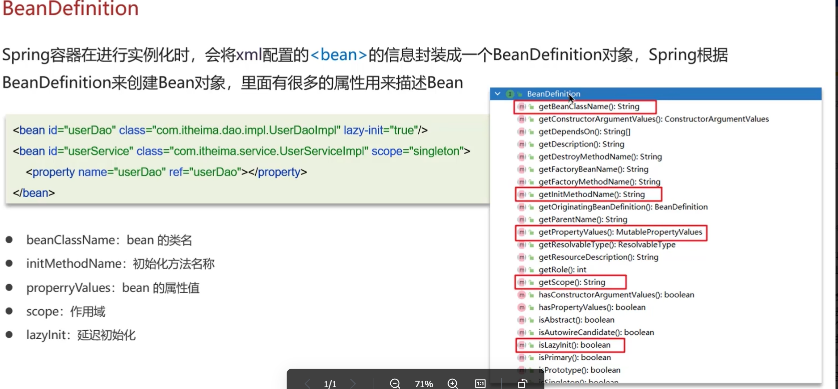 BeanDefinition
Spring容器在进行实例化时，会将xml配置的<bean>的信息封装成一个BeanDefinition对象，Spring根据
BeanDefinition来创建Bean对象，里面有很多的属性用来描述Bean
<bean id="userDao" class="com.itheima.dao.impl.UserDaoImpl" lazy-init="true"/>
<bean id="userService" class="com.itheima.service.UserServiceImpl" scope="singleton">
<property name="userDao" ref="userDao"></property>
</bean>
● beanClassName：bean 的类名
● initMethodName：初始化方法名称
● properryValues：bean 的属性值
● scope：作用域
● lazyInit：延迟初始化
BeanDefinition
getBeanClassName(): String
getConstructorArgumentValues(): ConstructorArgumentValues
getDependsOn(): String[]
getDescription(): String
getDestroyMethodName(): String
getFactoryBeanName(): String
getFactoryMethodName(): String
getInitMethodName(): String
getOriginatingBeanDefinition(): BeanDefinition
getParentName(): String
getPropertyValues(): MutablePropertyValues
getResolvableType(): ResolvableType
getResourceDescription(): String
getRole(): int
getScope(): String
hasConstructorArgumentValues(): boolean
hasPropertyValues(): boolean
isAbstract(): boolean
isAutowireCandidate(): boolean
isLazyInit(): boolean
isPrimary(): boolean
isPrototype(): boolean
isSingleton(): boolean
1/1
71%